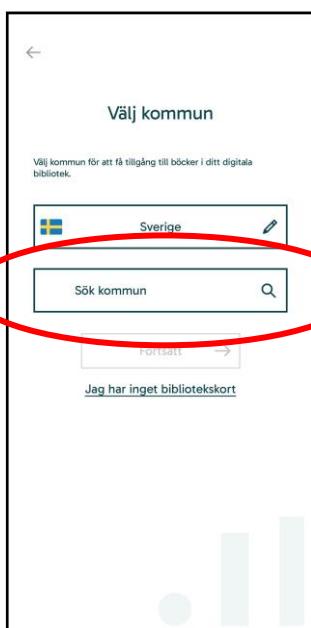 Välj kommun
Välj kommun för att få tillgång till böcker i ditt digitala
bibliotek.
Sverige
Sök kommun
Fortsätt
Jag har inget bibliotekskort